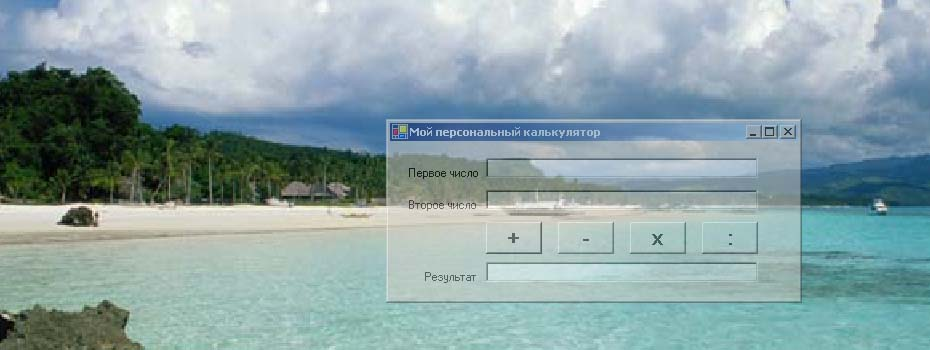 Мой персональный калькулятор
Первое число
Второе число
+ - x :
Результат